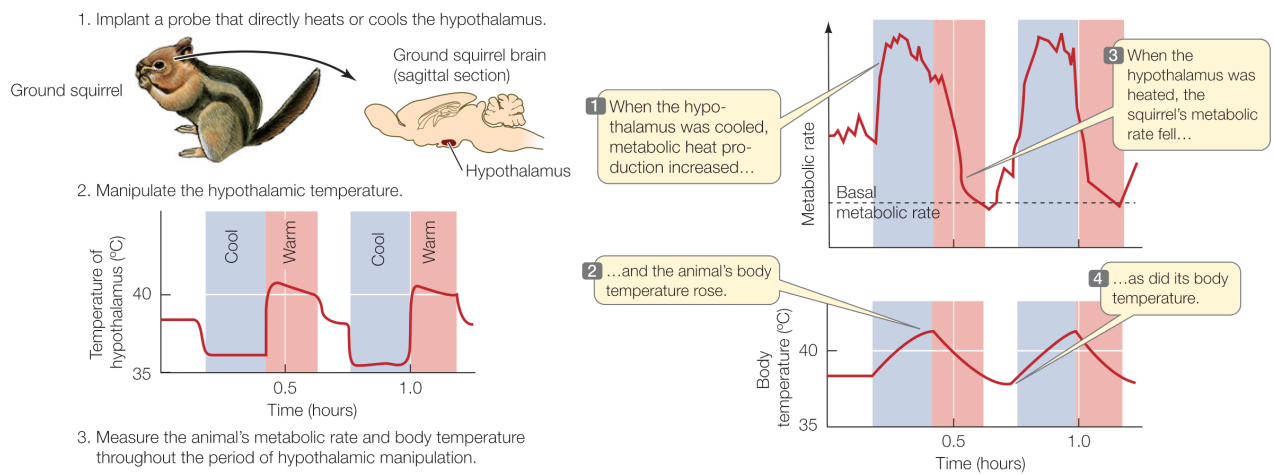 1. Implant a probe that directly heats or cools the hypothalamus.
Ground squirrel
Ground squirrel brain
(sagittal section)
Hypothalamus
2. Manipulate the hypothalamic temperature.
Temperature of
hypothalamus (ºC)
40
35
Cool
Warm
Cool
Warm
0.5
1.0
Time (hours)
3. Measure the animal's metabolic rate and body temperature
throughout the period of hypothalamic manipulation.
1 When the hypo-
thalamus was cooled,
metabolic heat pro-
duction increased…
Metabolic rate
Basal
metabolic rate
3 When the
hypothalamus was
heated, the
squirrel's metabolic
rate fell…
2 …and the animal's body
temperature rose.
4 …as did its body
temperature.
Body
temperature (ºC)
40
35
0.5
1.0
Time (hours)